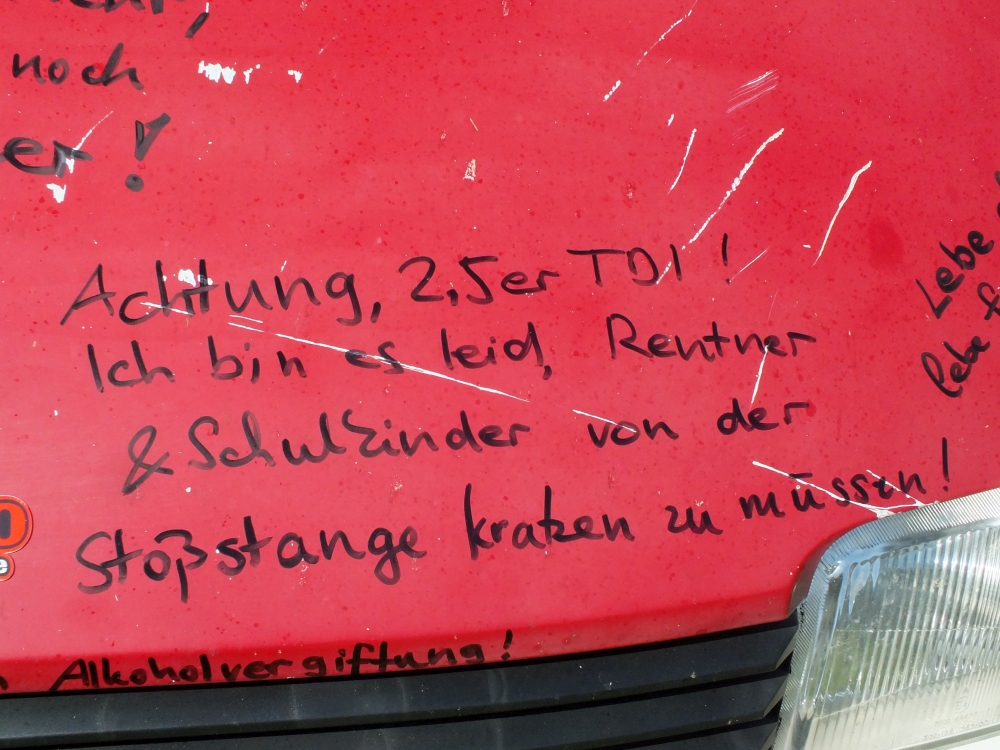 noch
er!
Achtung, 2,5er TDI!
Ich bin es leid, Rentner
& Schulkinder von der
Stoßstange kratzen zu müssen!
Alkoholvergiftung!
Lebe
lebe &